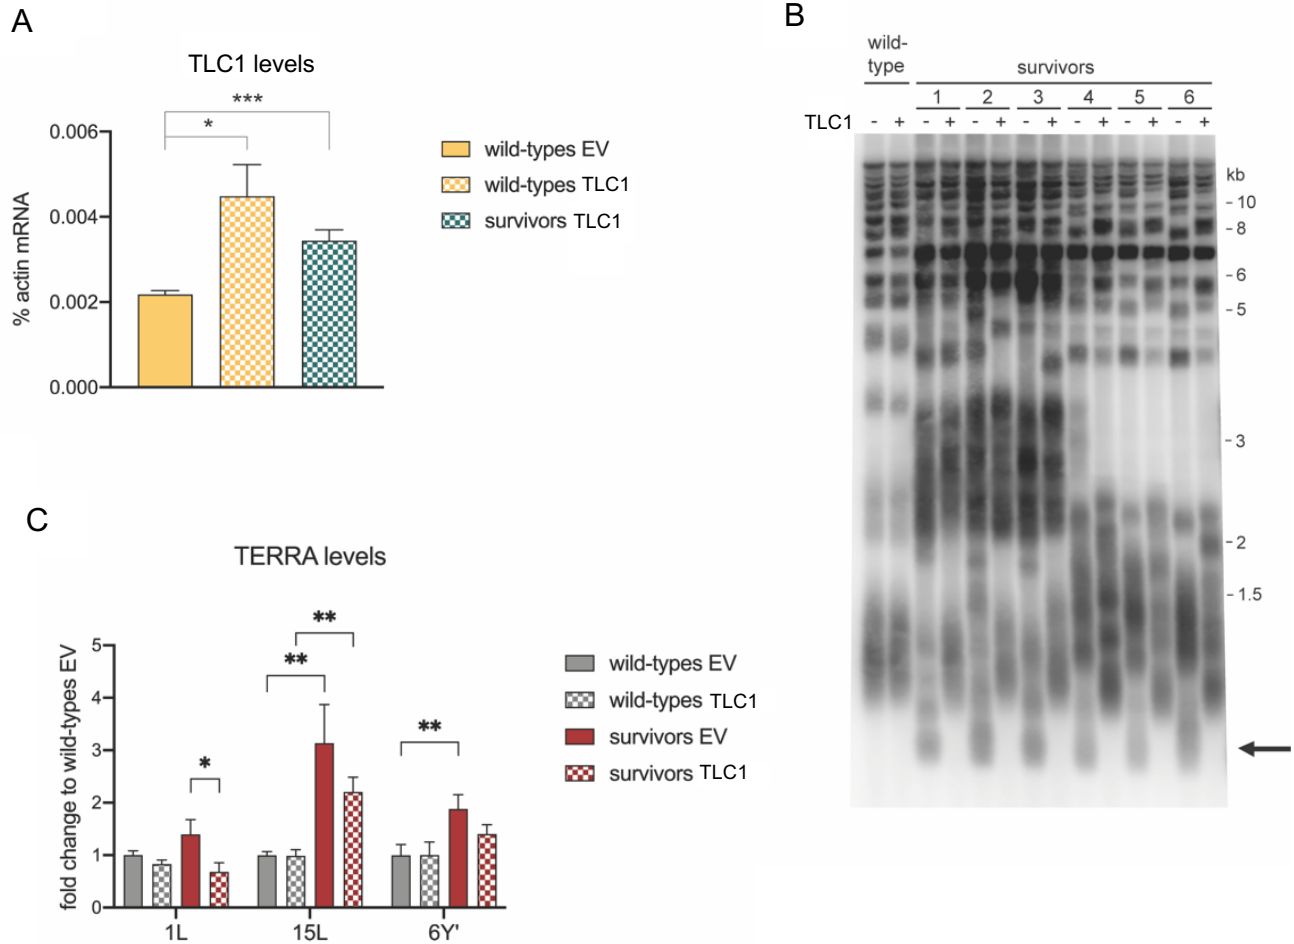 A
TLC1 levels
***
*
0.006
0.004
0.002
0.000
% actin mRNA
wild-types EV
wild-types TLC1
survivors TLC1
B
wild-
type
survivors
1 2 3 4 5 6
TLC1 - + - + - + - + - + - + - +
kb
- 10
- 8
- 6
- 5
- 3
- 2
- 1.5
C
TERRA levels
**
**
**
*
5
4
3
2
1
0
fold change to wild-types EV
1L 15L 6Y'
wild-types EV
wild-types TLC1
survivors EV
survivors TLC1